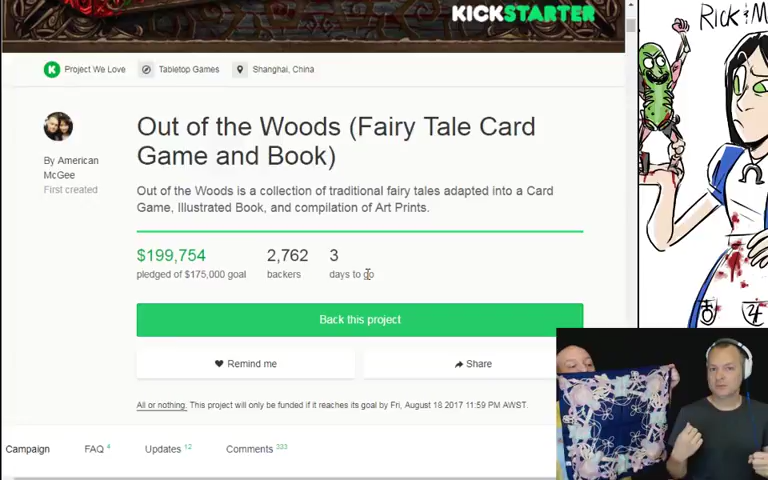 KICKSTARTER
Rick & M
Project We Love
Tabletop Games
Shanghai, China
Out of the Woods (Fairy Tale Card
Game and Book)
By American
McGee
First created
Out of the Woods is a collection of traditional fairy tales adapted into a Card
Game, Illustrated Book, and compilation of Art Prints.
$199,754
pledged of $175,000 goal
2,762
backers
3
days to go
Back this project
Remind me
Share
All or nothing. This project will only be funded if it reaches its goal by Fri, August 18 2017 11:59 PM AWST.
Campaign
FAQ 4
Updates 12
Comments 333